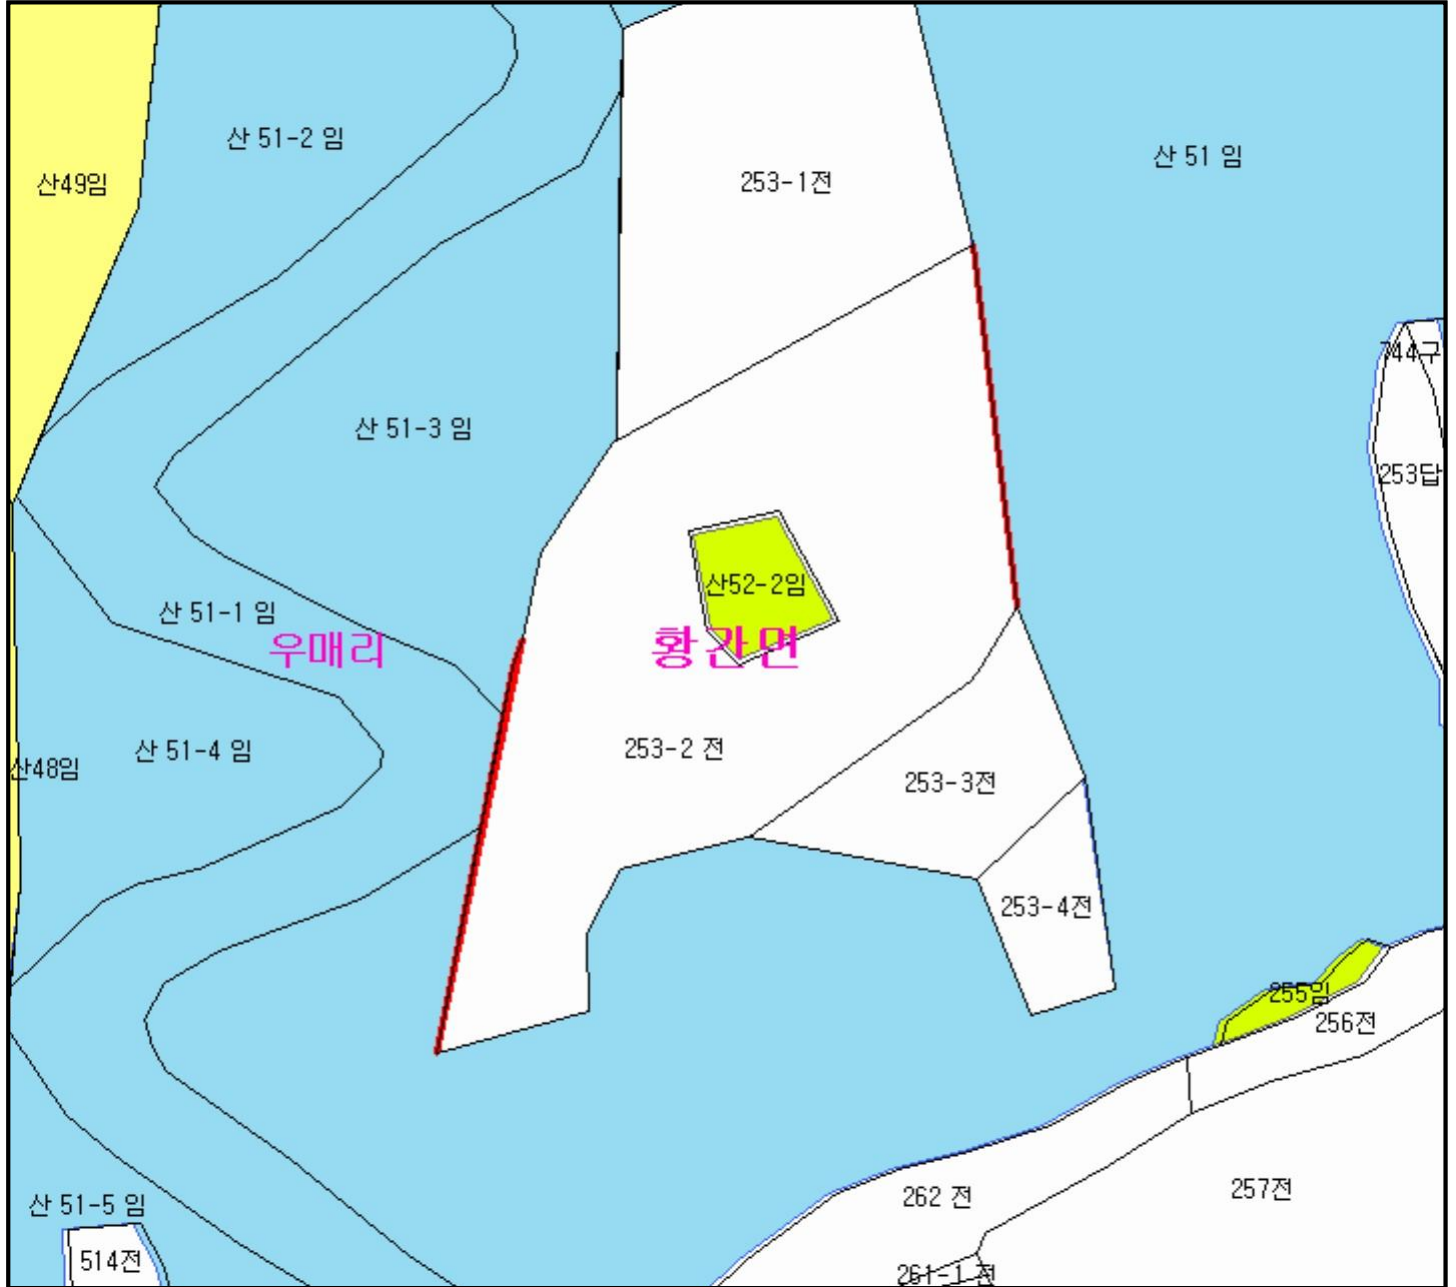 산 51-2 임
산 51 임
253-1전
산49임
744구
산 51-3 임
253답
산52-2임
산 51-1 임
우매리
황간면
253-2 전
산 51-4 임
산48임
253-3전
253-4전
255임
256전
257전
262 전
산 51-5 임
514전
261-1 전